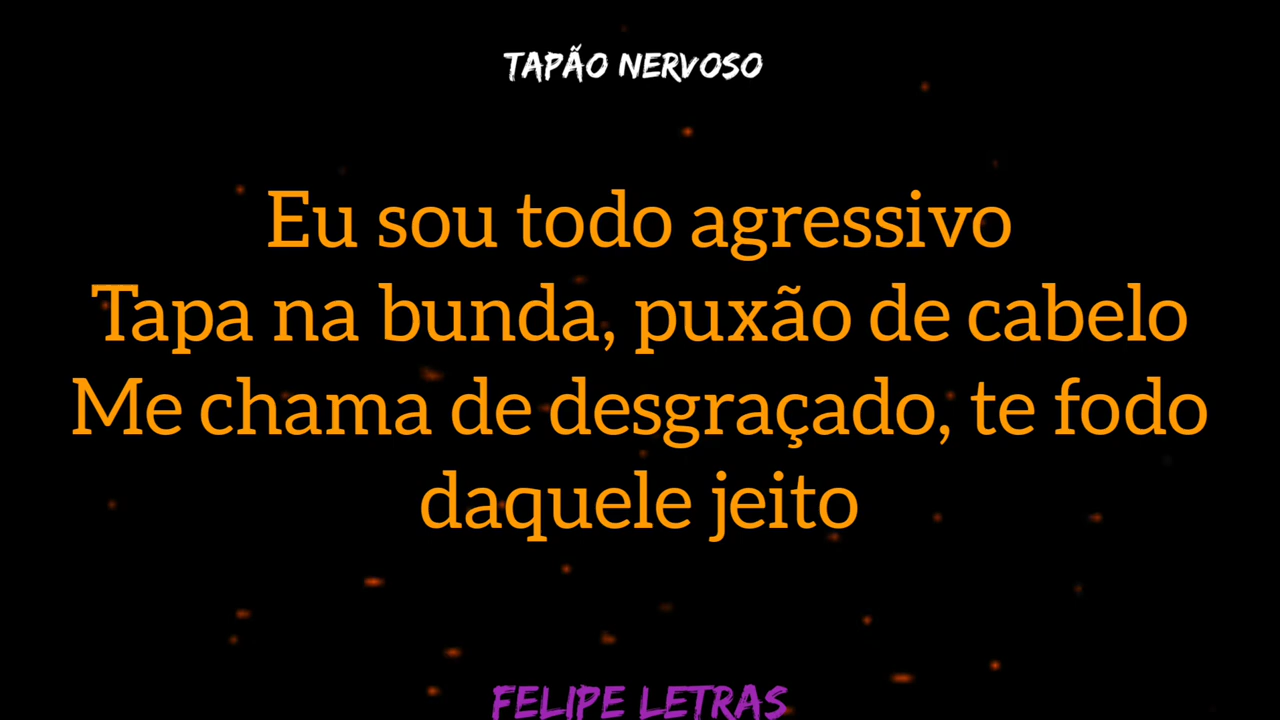 TAPÃO NERVOSO
Eu sou todo agressivo
Tapa na bunda, puxão de cabelo
Me chama de desgraçado, te fodo
daquele jeito
FELIPE LETRAS